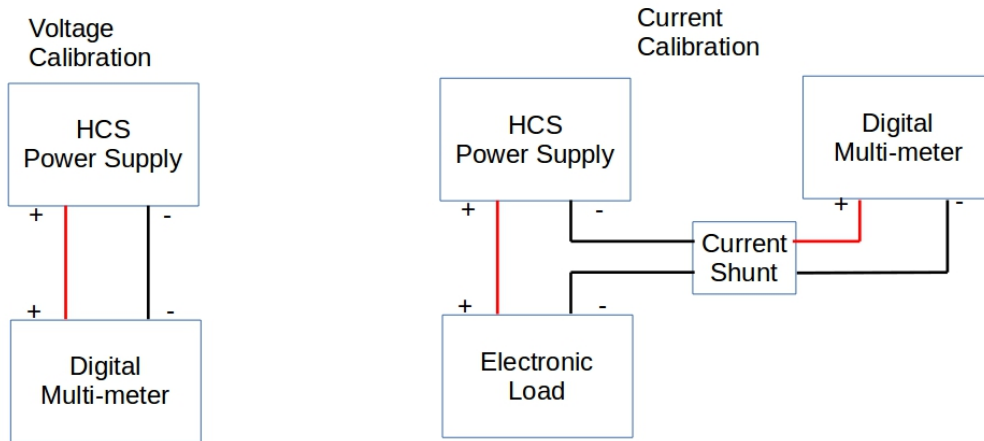 Voltage
Calibration
HCS
Power Supply
+ -
+ -
Digital
Multi-meter
Current
Calibration
HCS
Power Supply
+ -
Digital
Multi-meter
+ -
Current
Shunt
+ -
Electronic
Load